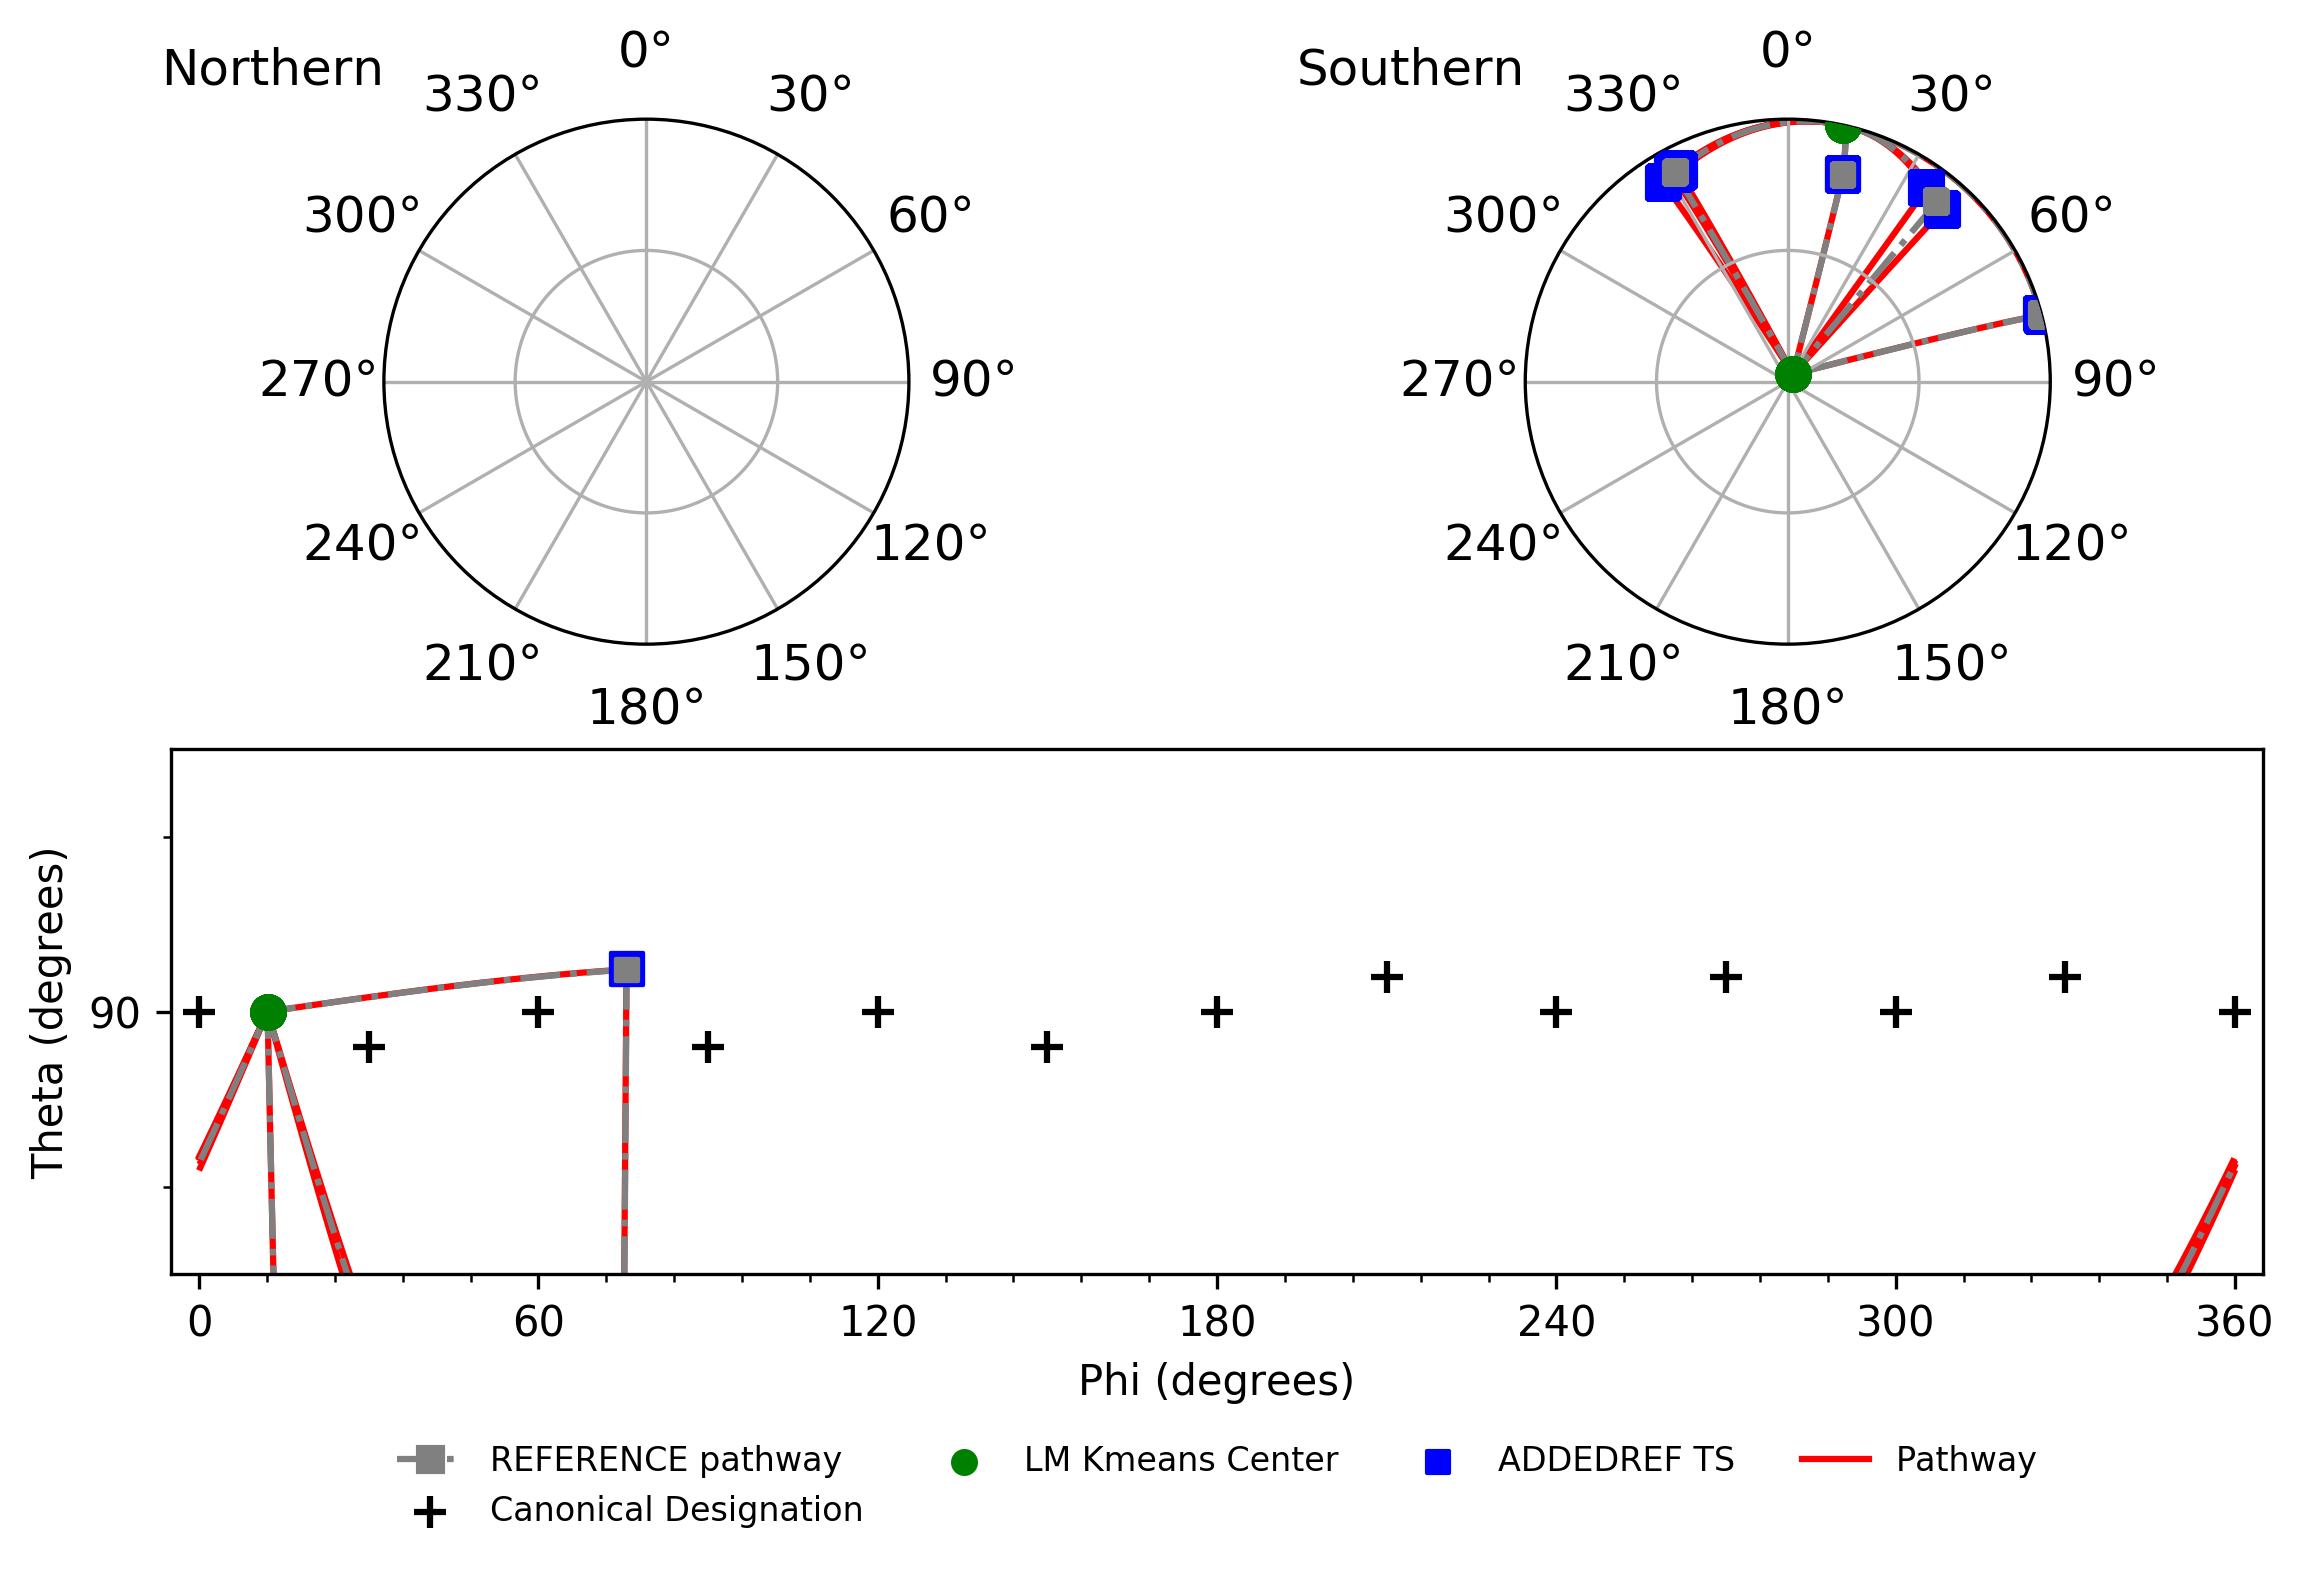 Northern
0°
330°
30°
300°
60°
270°
90°
240°
120°
210°
150°
180°
Southern
0°
330°
30°
300°
60°
270°
90°
240°
120°
210°
150°
180°
Theta (degrees)
90
0 60 120 180 240 300 360
Phi (degrees)
REFERENCE pathway
Canonical Designation
LM Kmeans Center
ADDEDREF TS
Pathway